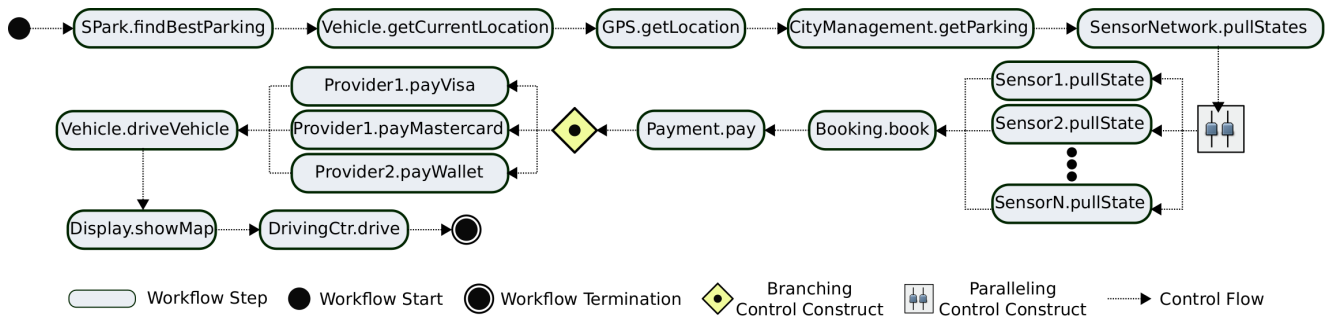 SPark.findBestParking
Vehicle.getCurrentLocation
GPS.getLocation
CityManagement.getParking
SensorNetwork.pullStates
Sensor1.pullState
Sensor2.pullState
SensorN.pullState
Booking.book
Payment.pay
Provider1.payVisa
Provider1.payMastercard
Provider2.payWallet
Vehicle.driveVehicle
Display.showMap
DrivingCtr.drive
Workflow Step
Workflow Start
Workflow Termination
Branching
Control Construct
Paralleling
Control Construct
Control Flow